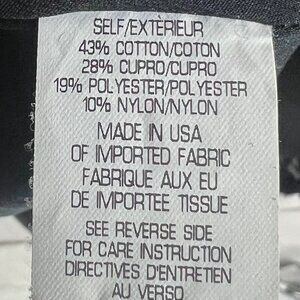 SELF/EXTÈRIEUR
43% COTTON/COTON
28% CUPRO/CUPRO
19% POLYESTER/POLYESTER
10% NYLON/NYLON
MADE IN USA
OF IMPORTED FABRIC
FABRIQUE AUX EU
DE IMPORTEE TISSUE
SEE REVERSE SIDE
FOR CARE INSTRUCTION
DIRECTIVES D'ENTRETIEN
AU VERSO